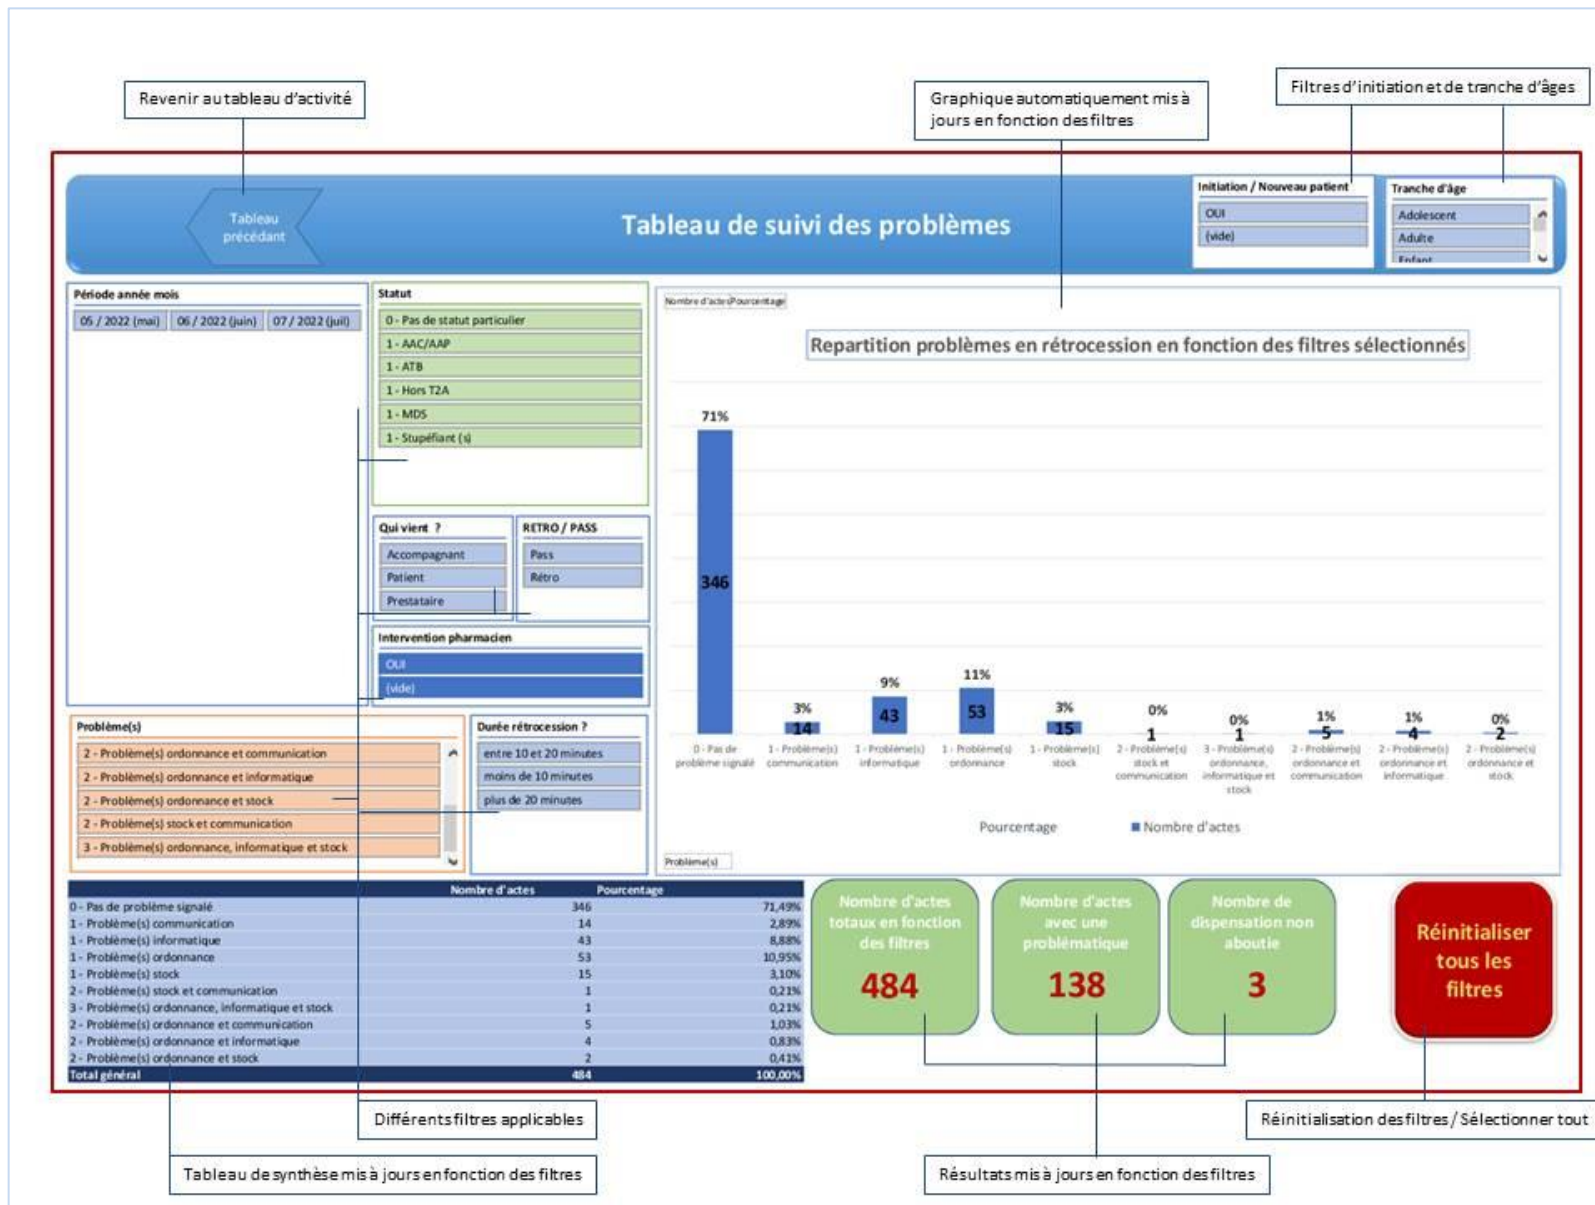 Revenir au tableau d'activité
Graphique automatiquement mis à
jours en fonction des filtres
Filtres d'initiation et de tranche d'âges
Tableau
précédant
Tableau de suivi des problèmes
Initiation / Nouveau patient
OUI
(vide)
Tranche d'âge
Adolescent
Adulte
Enfant
Période année mois
05 / 2022 (mai)
06 / 2022 (juin)
07 / 2022 (juil)
Statut
0 - Pas de statut particulier
1 - AAC/AAP
1 - ATB
1 - Hors T2A
1 - MDS
1 - Stupéfiant (s)
Qui vient ?
Accompagnant
Patient
Prestataire
RETRO / PASS
Pass
Rétro
Intervention pharmacien
OUI
(vide)
Problème(s)
2 - Problème(s) ordonnance et communication
2 - Problème(s) ordonnance et informatique
2 - Problème(s) ordonnance et stock
2 - Problème(s) stock et communication
3 - Problème(s) ordonnance, informatique et stock
Durée rétrocession ?
entre 10 et 20 minutes
moins de 10 minutes
plus de 20 minutes
Nombre d'actes Pourcentage
Repartition problèmes en rétrocession en fonction des filtres sélectionnés
71%
346
3%
14
9%
43
11%
53
3%
15
0%
1
0%
1
1%
5
1%
4
0%
2
0 - Pas de
problème signalé
1 - Problème(s)
communication
1 - Problème(s)
informatique
1 - Problème(s)
ordonnance
1 - Problème(s)
stock
2 - Problème(s)
stock et
communication
3 - Problème(s)
ordonnance,
informatique et
stock
2 - Problème(s)
ordonnance et
communication
2 - Problème(s)
ordonnance et
informatique
2 - Problème(s)
ordonnance et
stock
Pourcentage
Nombre d'actes
Problème(s)
Nombre d'actes Pourcentage
0 - Pas de problème signalé 346 71,49%
1 - Problème(s) communication 14 2,89%
1 - Problème(s) informatique 43 8,88%
1 - Problème(s) ordonnance 53 10,95%
1 - Problème(s) stock 15 3,10%
2 - Problème(s) stock et communication 1 0,21%
3 - Problème(s) ordonnance, informatique et stock 1 0,21%
2 - Problème(s) ordonnance et communication 5 1,03%
2 - Problème(s) ordonnance et informatique 4 0,83%
2 - Problème(s) ordonnance et stock 2 0,41%
Total général 484 100,00%
Nombre d'actes
totaux en fonction
des filtres
484
Nombre d'actes
avec une
problématique
138
Nombre de
dispensation non
aboutie
3
Réinitialiser
tous les
filtres
Différents filtres applicables
Réinitialisation des filtres / Sélectionner tout
Tableau de synthèse mis à jours en fonction des filtres
Résultats mis à jours en fonction des filtres